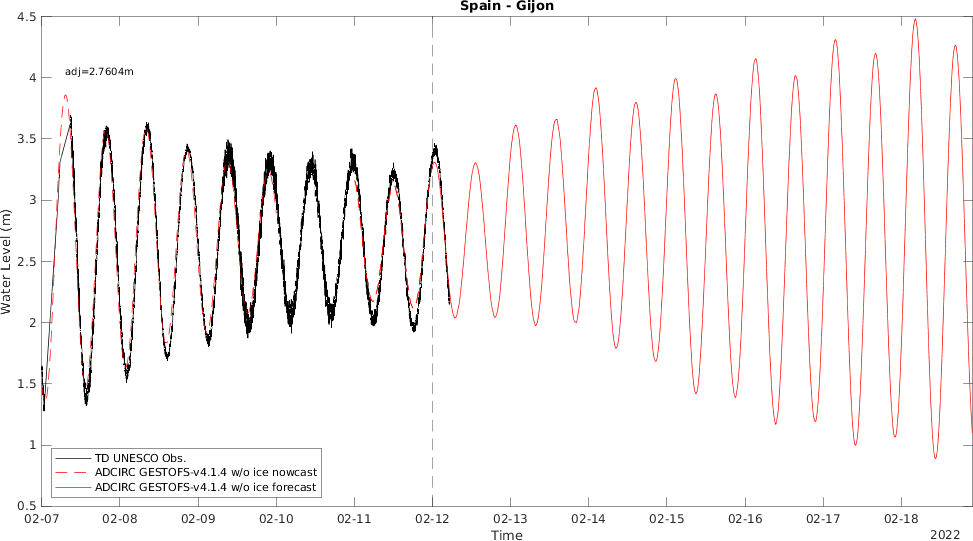 Spain - Gijon
adj=2.7604m
Water Level (m)
4.5
4
3.5
3
2.5
2
1.5
1
0.5
TD UNESCO Obs.
ADCIRC GESTOFS-v4.1.4 w/o ice nowcast
ADCIRC GESTOFS-v4.1.4 w/o ice forecast
02-07 02-08 02-09 02-10 02-11 02-12 02-13 02-14 02-15 02-16 02-17 02-18
Time
2022